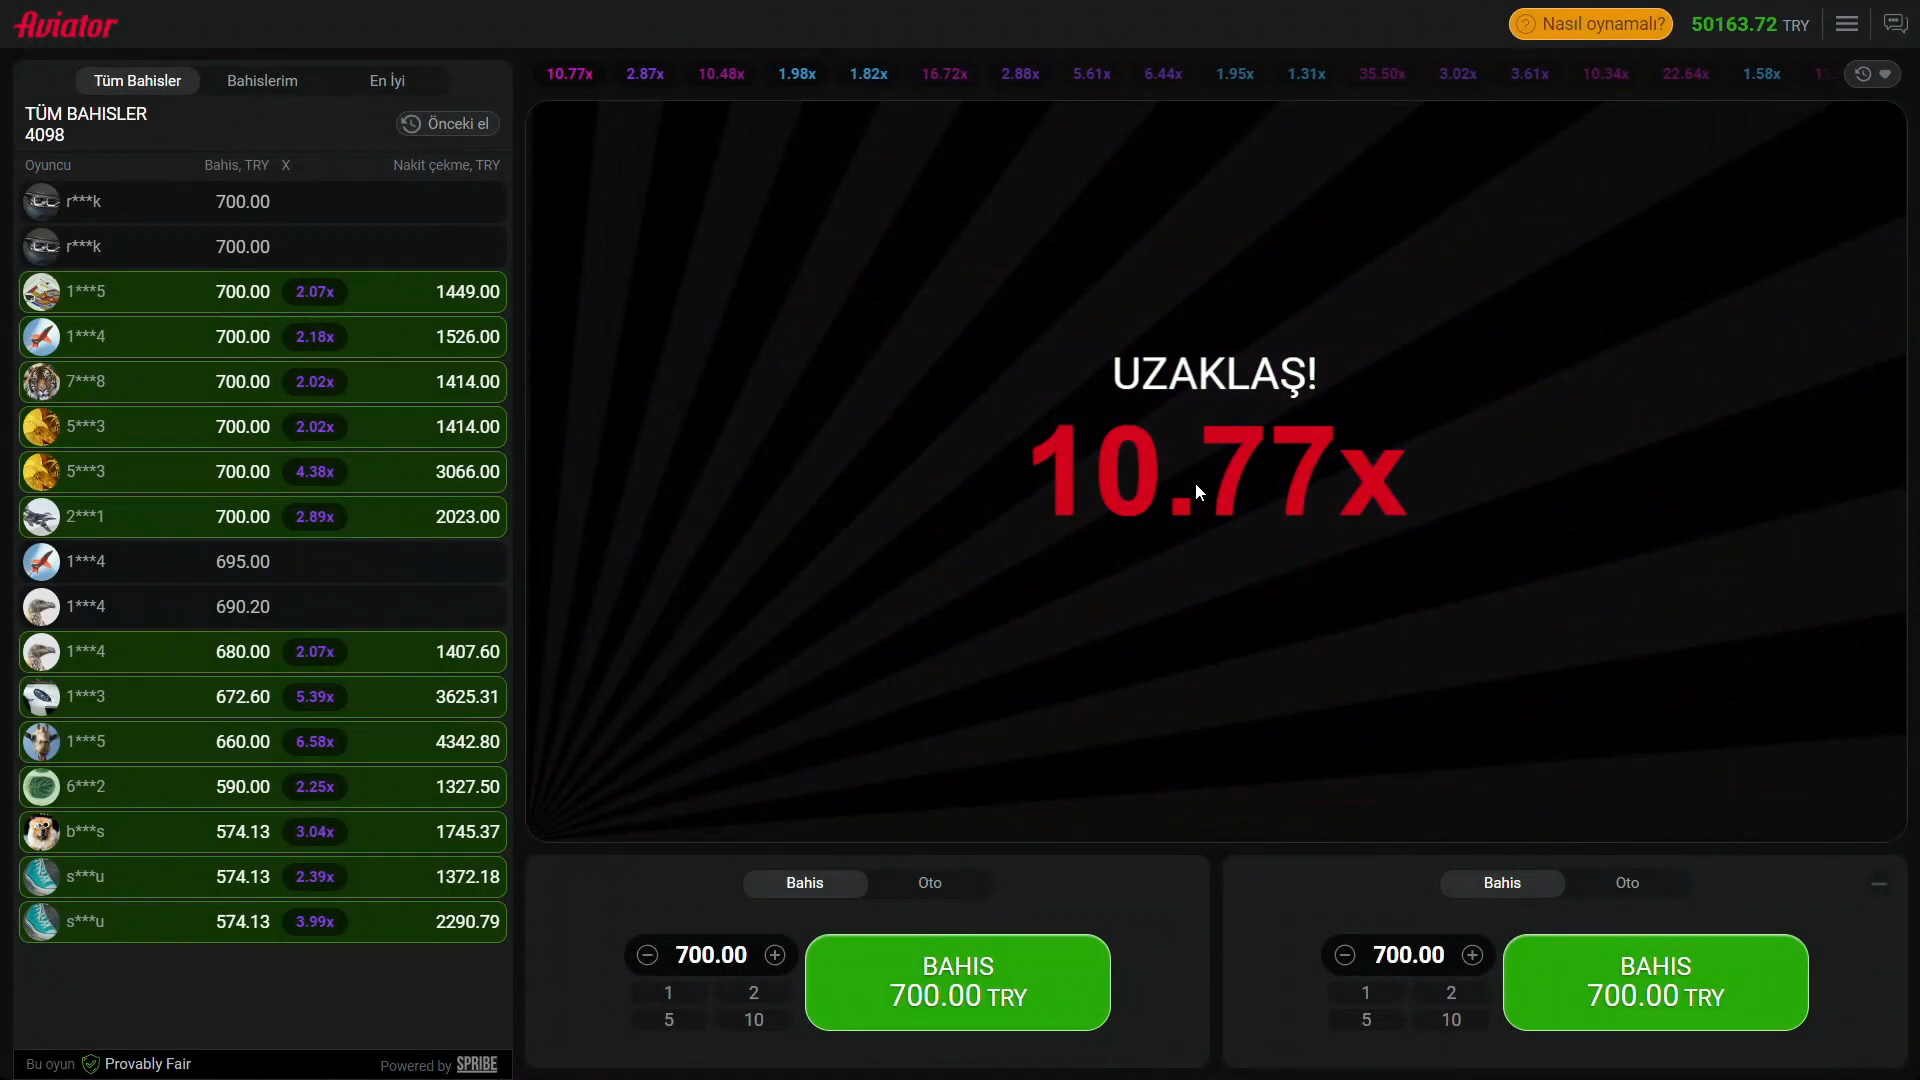 Aviator
Nasıl oynamalı?
50163.72 TRY
Tüm Bahisler
Bahislerim
En İyi
10.77x 2.87x 10.48x 1.98x 1.82x 16.72x 2.88x 5.61x 6.44x 1.95x 1.31x 35.50x 3.02x 3.61x 10.34x 22.64x 1.58x
TÜM BAHISLER
4098
Önceki el
Oyuncu Bahis, TRY X Nakit çekme, TRY
r***k 700.00
r***k 700.00
1***5 700.00 2.07x 1449.00
1***4 700.00 2.18x 1526.00
7***8 700.00 2.02x 1414.00
5***3 700.00 2.02x 1414.00
5***3 700.00 4.38x 3066.00
2***1 700.00 2.89x 2023.00
1***4 695.00
1***4 690.20
1***4 680.00 2.07x 1407.60
1***3 672.60 5.39x 3625.31
1***5 660.00 6.58x 4342.80
6***2 590.00 2.25x 1327.50
b***s 574.13 3.04x 1745.37
s***u 574.13 2.39x 1372.18
s***u 574.13 3.99x 2290.79
Bu oyun Provably Fair
Powered by SPRIBE
UZAKLAŞ!
10.77x
Bahis Oto
700.00
1 2
5 10
BAHIS
700.00 TRY
Bahis Oto
700.00
1 2
5 10
BAHIS
700.00 TRY